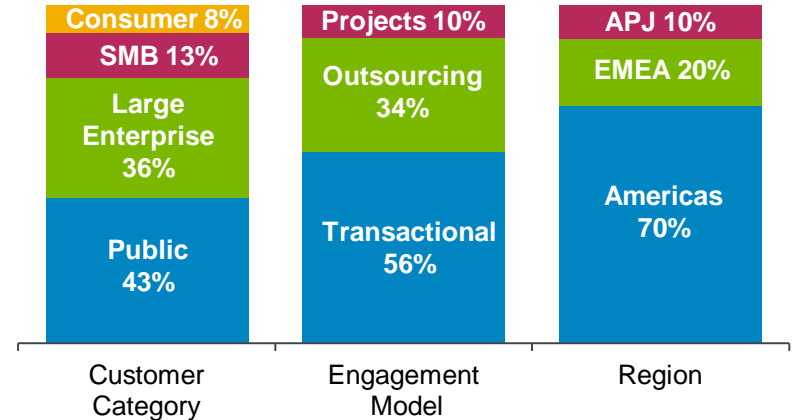 Consumer 8%
SMB 13%
Large
Enterprise
36%
Public
43%
Projects 10%
Outsourcing
34%
Transactional
56%
APJ 10%
EMEA 20%
Americas
70%
Customer
Category
Engagement
Model
Region